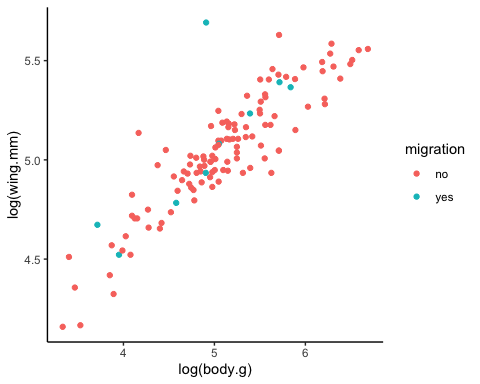 5.5
5.0
4.5
log(wing.mm)
4 5 6
log(body.g)
migration
no
yes